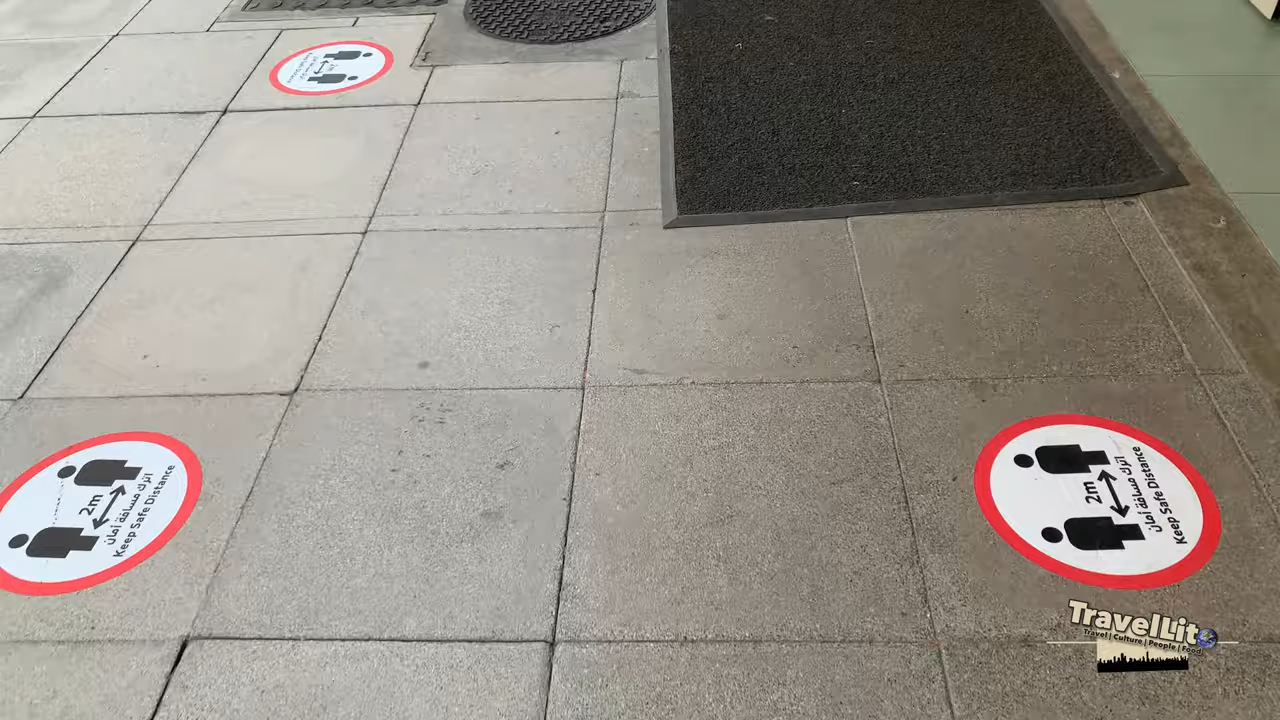 2m
اترك مسافة أمان
Keep Safe Distance
2m
اترك مسافة أمان
Keep Safe Distance
TravelLito
Travel | Culture | People | Food